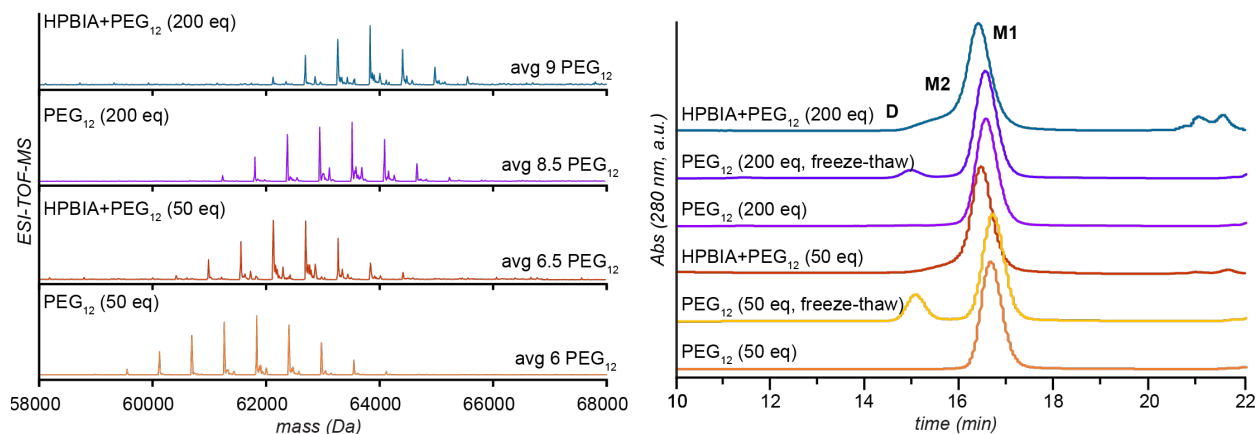 HPBIA+PEG₁₂ (200 eq)
avg 9 PEG₁₂
PEG₁₂ (200 eq)
avg 8.5 PEG₁₂
HPBIA+PEG₁₂ (50 eq)
avg 6.5 PEG₁₂
PEG₁₂ (50 eq)
avg 6 PEG₁₂
ESI-TOF-MS
58000 60000 62000 64000 66000 68000
mass (Da)
M1
M2
D
HPBIA+PEG₁₂ (200 eq)
PEG₁₂ (200 eq, freeze-thaw)
PEG₁₂ (200 eq)
HPBIA+PEG₁₂ (50 eq)
PEG₁₂ (50 eq, freeze-thaw)
PEG₁₂ (50 eq)
Abs (280 nm, a.u.)
10 12 14 16 18 20 22
time (min)